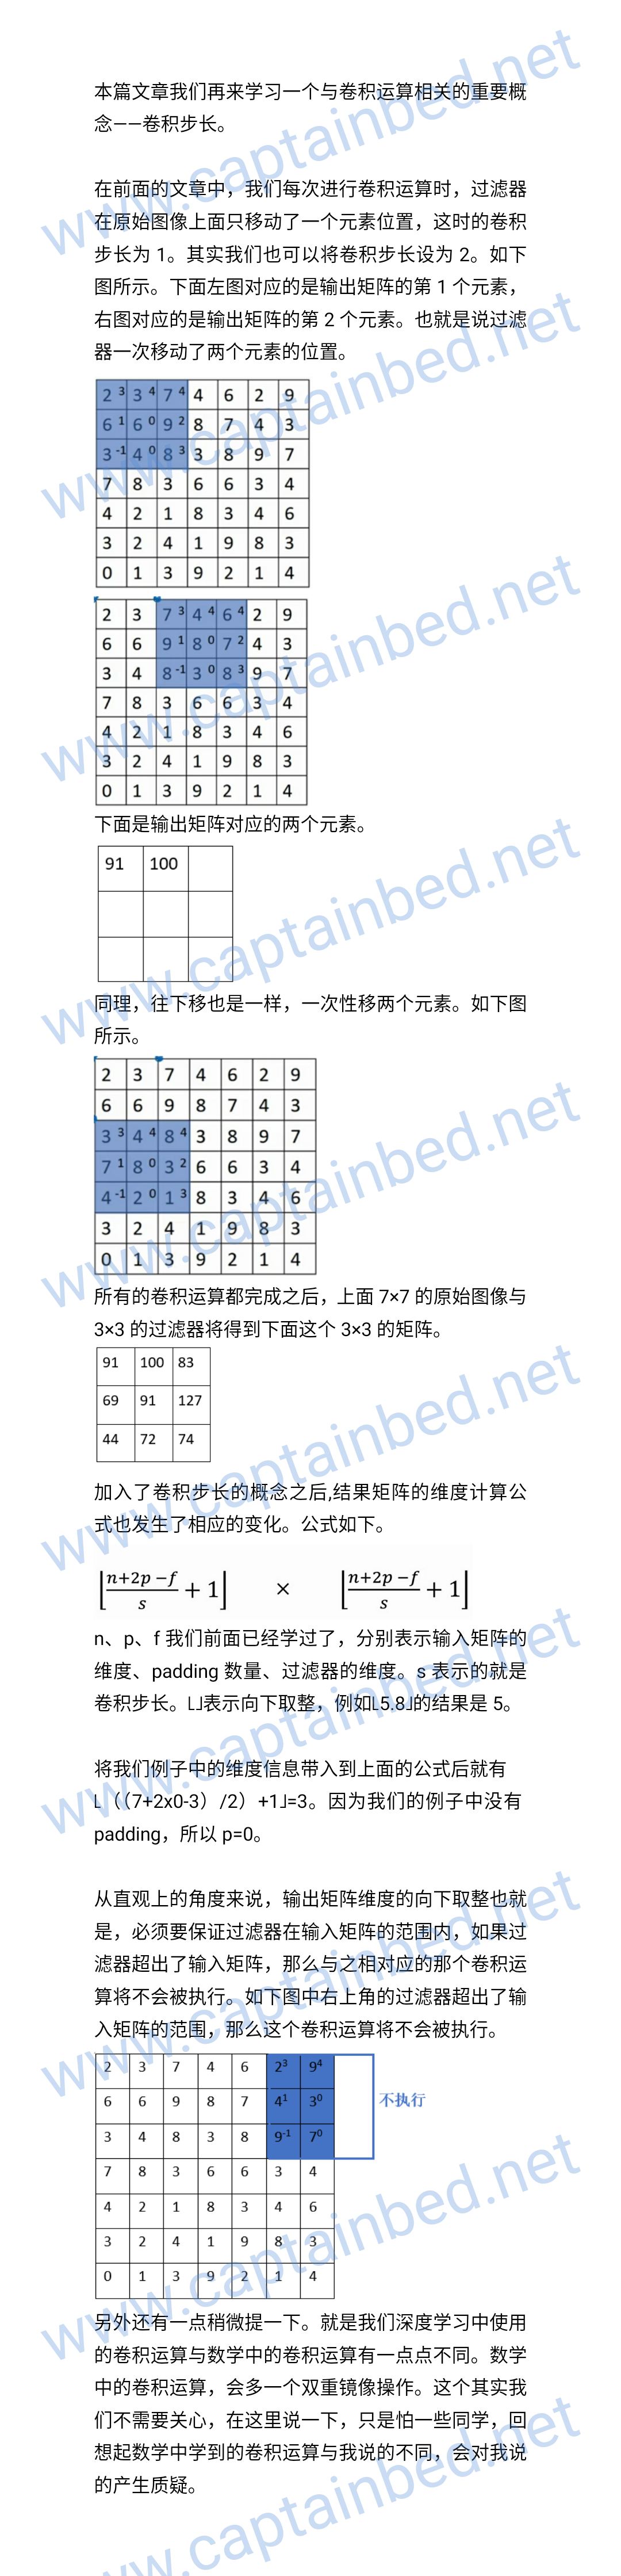 本篇文章我们再来学习一个与卷积运算相关的重要概
念——卷积步长。
在前面的文章中，我们每次进行卷积运算时，过滤器
在原始图像上面只移动了一个元素位置，这时的卷积
步长为 1。其实我们也可以将卷积步长设为 2。如下
图所示。下面左图对应的是输出矩阵的第 1 个元素，
右图对应的是输出矩阵的第 2 个元素。也就是说过滤
器一次移动了两个元素的位置。
2 3 3 4 7 4 4 6 2 9
6 1 6 0 9 2 8 7 4 3
3 -1 4 0 8 3 3 8 9 7
7 8 3 6 6 3 4
4 2 1 8 3 4 6
3 2 4 1 9 8 3
0 1 3 9 2 1 4
2 3 7 3 4 4 6 4 2 9
6 6 9 1 8 0 7 2 4 3
3 4 8 -1 3 0 8 3 9 7
7 8 3 6 6 3 4
4 2 1 8 3 4 6
3 2 4 1 9 8 3
0 1 3 9 2 1 4
下面是输出矩阵对应的两个元素。
91 100
同理，往下移也是一样，一次性移两个元素。如下图
所示。
2 3 7 4 6 2 9
6 6 9 8 7 4 3
3 3 4 4 8 4 3 8 9 7
7 1 8 0 3 2 6 6 3 4
4 -1 2 0 1 3 8 3 4 6
3 2 4 1 9 8 3
0 1 3 9 2 1 4
所有的卷积运算都完成之后，上面 7×7 的原始图像与
3×3 的过滤器将得到下面这个 3×3 的矩阵。
91 100 83
69 91 127
44 72 74
加入了卷积步长的概念之后,结果矩阵的维度计算公
式也发生了相应的变化。公式如下。
⌊(n+2p−f)/s + 1⌋ × ⌊(n+2p−f)/s + 1⌋
n、p、f 我们前面已经学过了，分别表示输入矩阵的
维度、padding 数量、过滤器的维度。s 表示的就是
卷积步长。⌊⌋表示向下取整，例如⌊5.8⌋的结果是 5。
将我们例子中的维度信息带入到上面的公式后就有
⌊（（7+2x0-3）/2）+1⌋=3。因为我们的例子中没有
padding，所以 p=0。
从直观上的角度来说，输出矩阵维度的向下取整也就
是，必须要保证过滤器在输入矩阵的范围内，如果过
滤器超出了输入矩阵，那么与之相对应的那个卷积运
算将不会被执行。如下图中右上角的过滤器超出了输
入矩阵的范围，那么这个卷积运算将不会被执行。
2 3 7 4 6 2³ 9⁴
6 6 9 8 7 4¹ 3⁰ 不执行
3 4 8 3 8 9⁻¹ 7⁰
7 8 3 6 6 3 4
4 2 1 8 3 4 6
3 2 4 1 9 8 3
0 1 3 9 2 1 4
另外还有一点稍微提一下。就是我们深度学习中使用
的卷积运算与数学中的卷积运算有一点点不同。数学
中的卷积运算，会多一个双重镜像操作。这个其实我
们不需要关心，在这里说一下，只是怕一些同学，回
想起数学中学到的卷积运算与我说的不同，会对我说
的产生质疑。
www.captainbed.net
www.captainbed.net
www.captainbed.net
www.captainbed.net
www.captainbed.net
www.captainbed.net
www.captainbed.net
www.captainbed.net
www.captainbed.net
www.captainbed.net